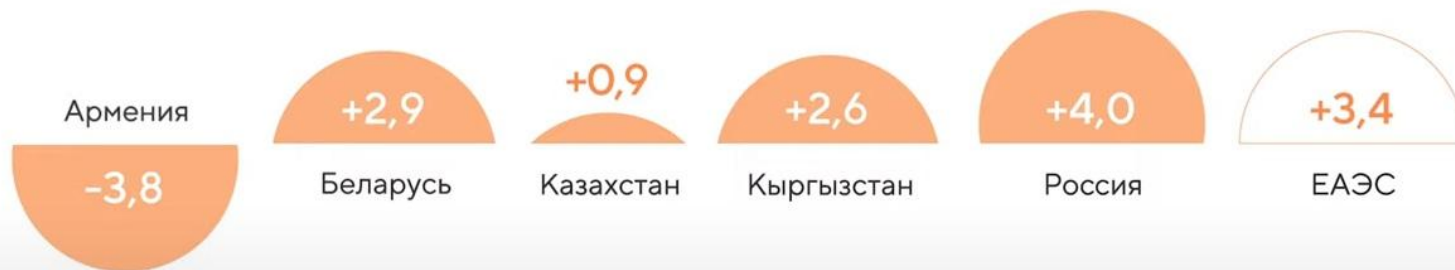 Армения
-3,8
+2,9
Беларусь
+0,9
Казахстан
+2,6
Кыргызстан
+4,0
Россия
+3,4
ЕАЭС